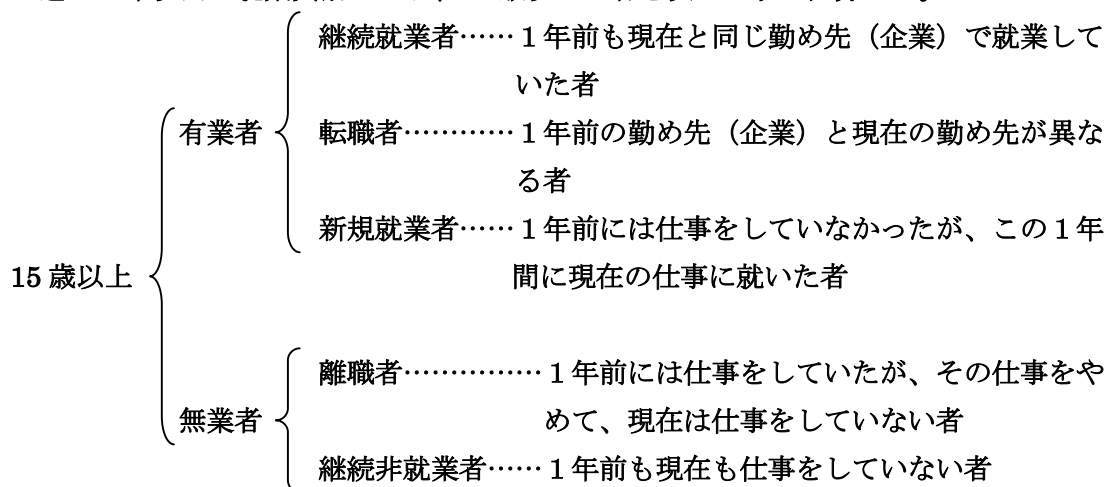 継続就業者……１年前も現在と同じ勤め先（企業）で就業して
いた者
有業者 転職者…………１年前の勤め先（企業）と現在の勤め先が異な
る者
新規就業者……１年前には仕事をしていなかったが、この１年
15 歳以上 間に現在の仕事に就いた者
離職者……………１年前には仕事をしていたが、その仕事をや
無業者 めて、現在は仕事をしていない者
継続非就業者……１年前も現在も仕事をしていない者